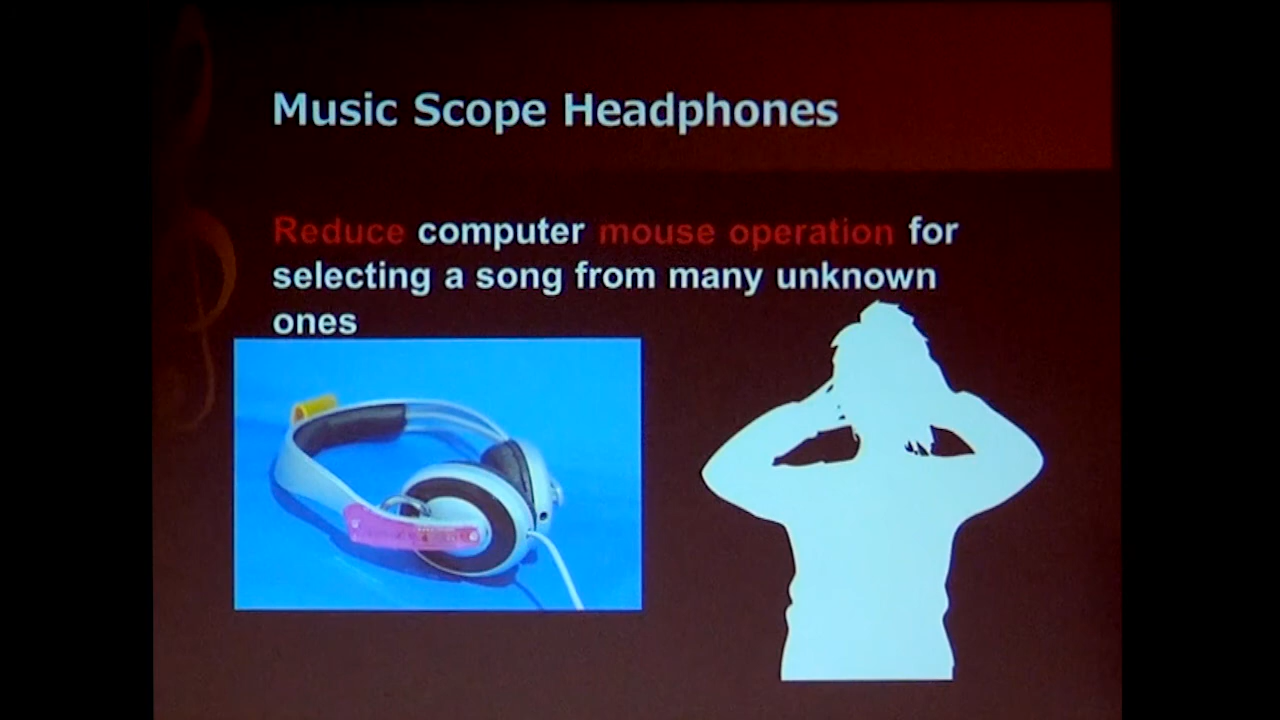 Music Scope Headphones
Reduce computer mouse operation for
selecting a song from many unknown
ones